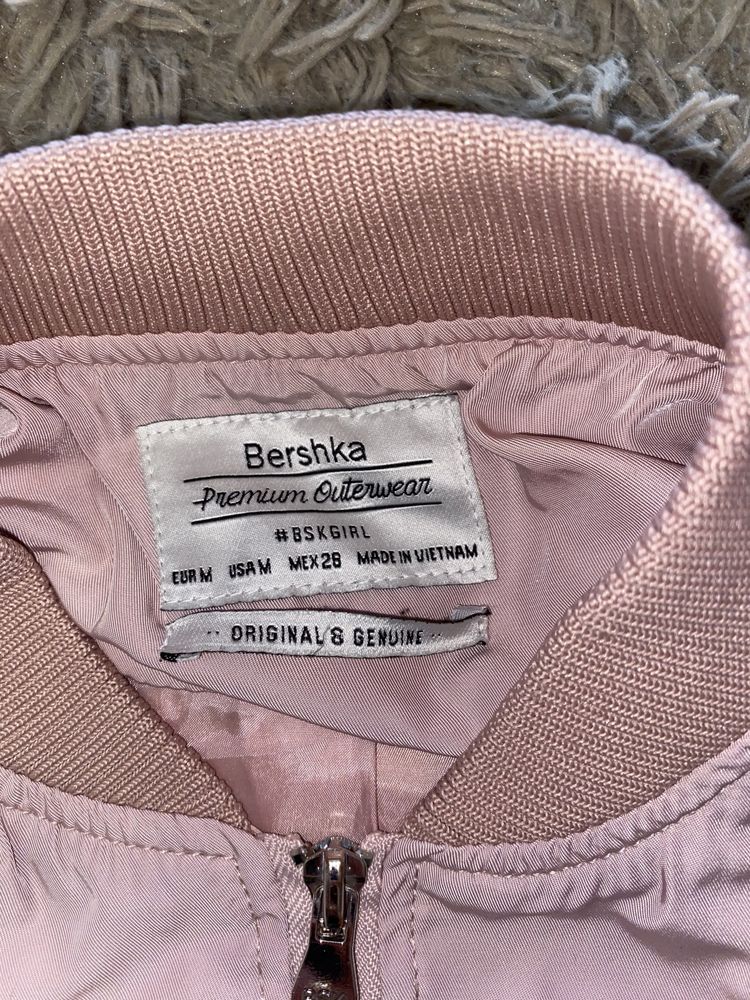 Bershka
Premium Outerwear
#BSKGIRL
EUR M USA M MEX 28 MADE IN VIETNAM
·· ORIGINAL & GENUINE ··